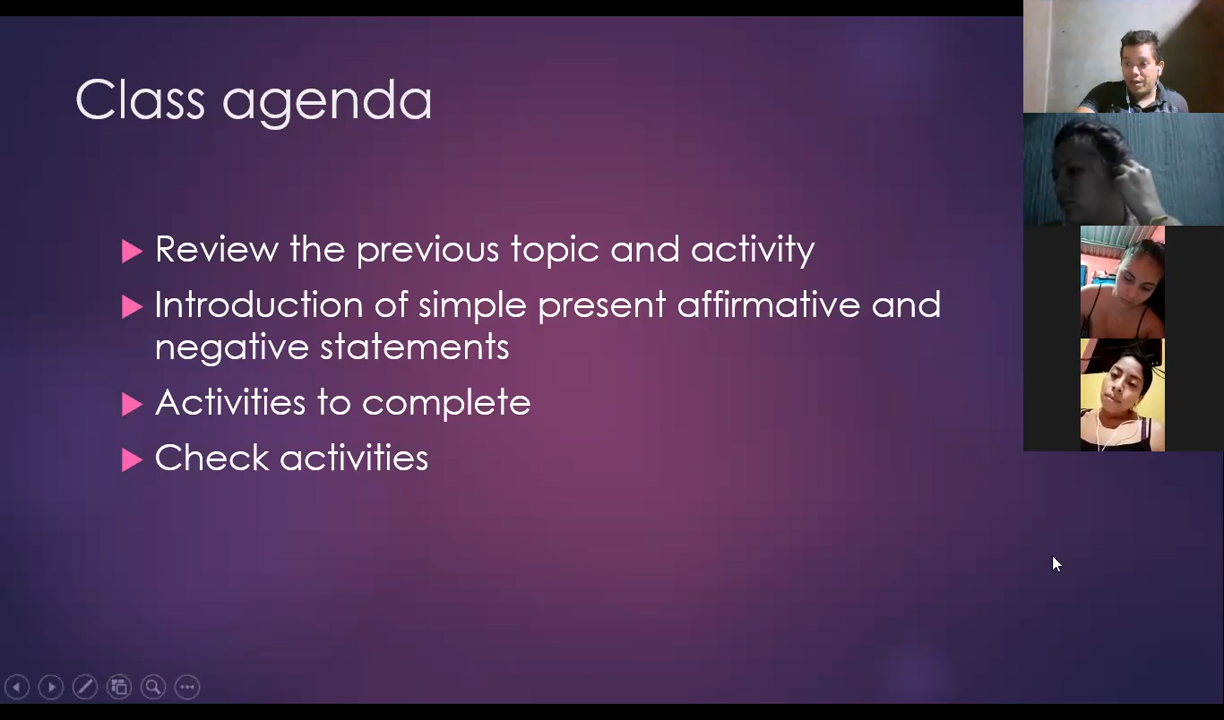 Class agenda
Review the previous topic and activity
Introduction of simple present affirmative and
negative statements
Activities to complete
Check activities